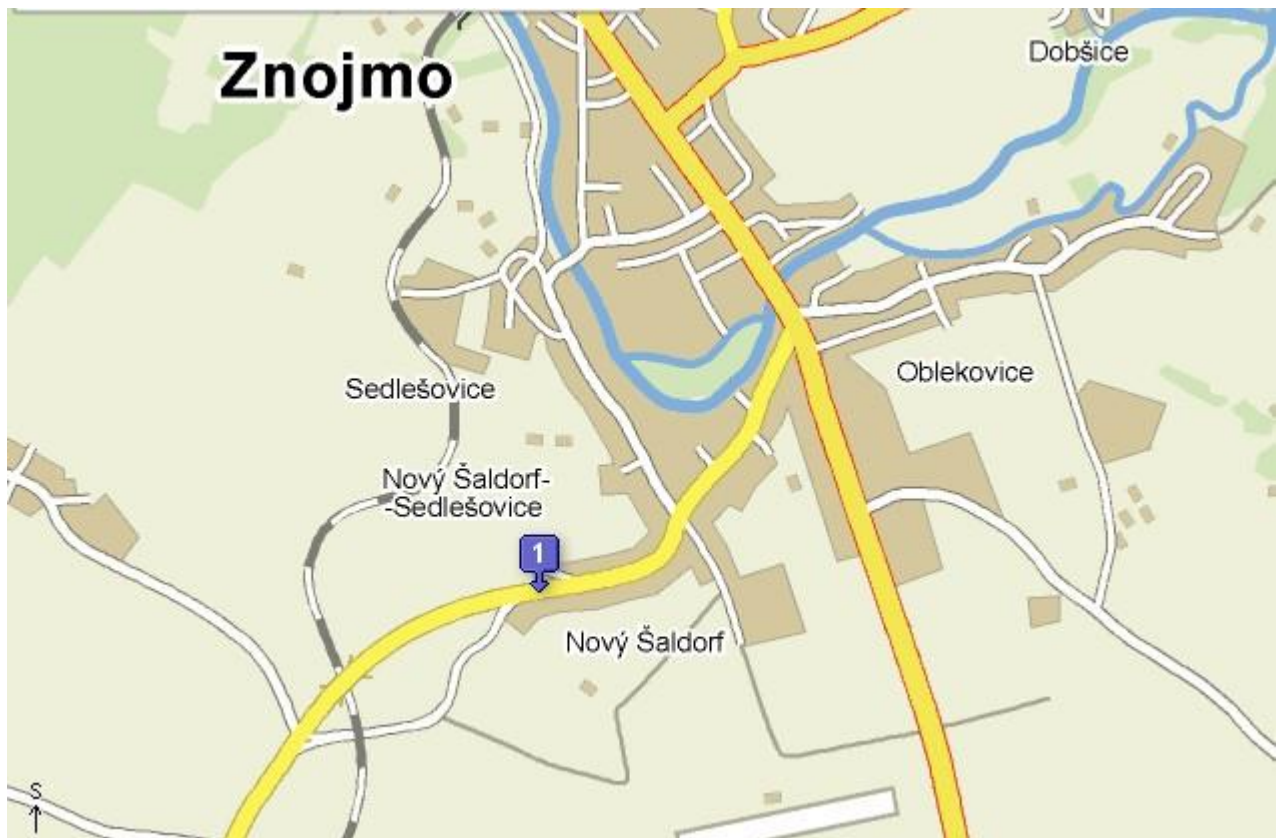 Znojmo
Dobšice
Oblekovice
Sedlešovice
Nový Šaldorf-
-Sedlešovice
1
Nový Šaldorf
S